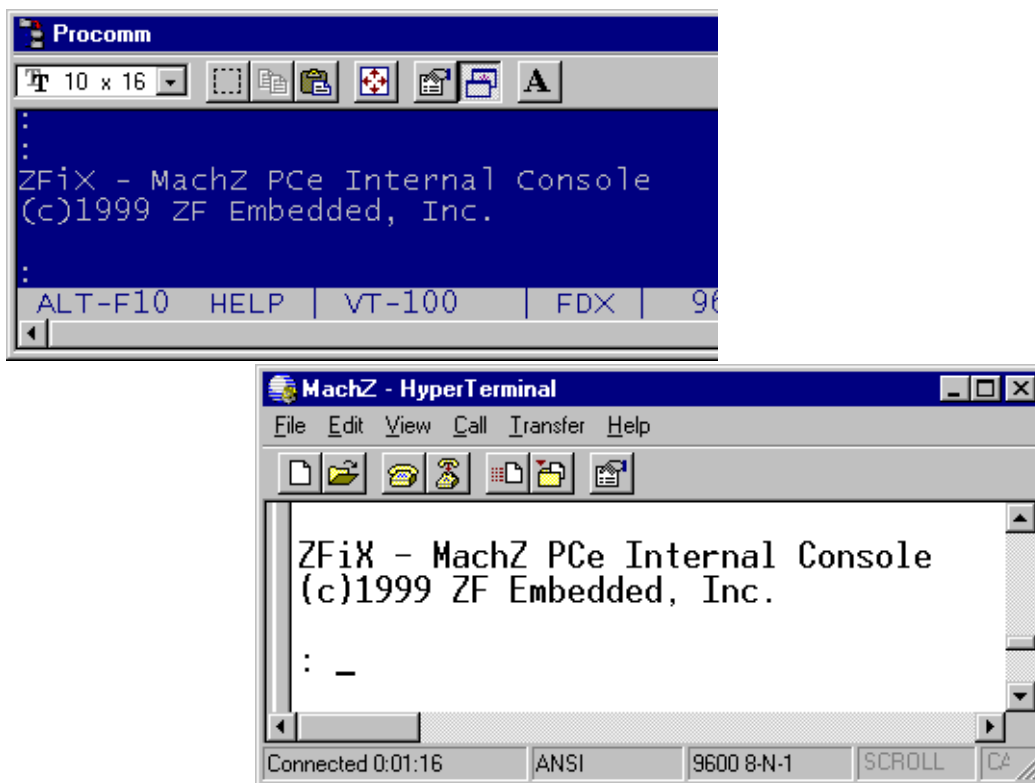 Procomm
10 x 16
A
:
:
ZFiX - MachZ PCe Internal Console
(c)1999 ZF Embedded, Inc.
:
ALT-F10 HELP | VT-100 | FDX | 96
MachZ - HyperTerminal
File Edit View Call Transfer Help
ZFiX - MachZ PCe Internal Console
(c)1999 ZF Embedded, Inc.
: _
Connected 0:01:16 ANSI 9600 8-N-1 SCROLL CA